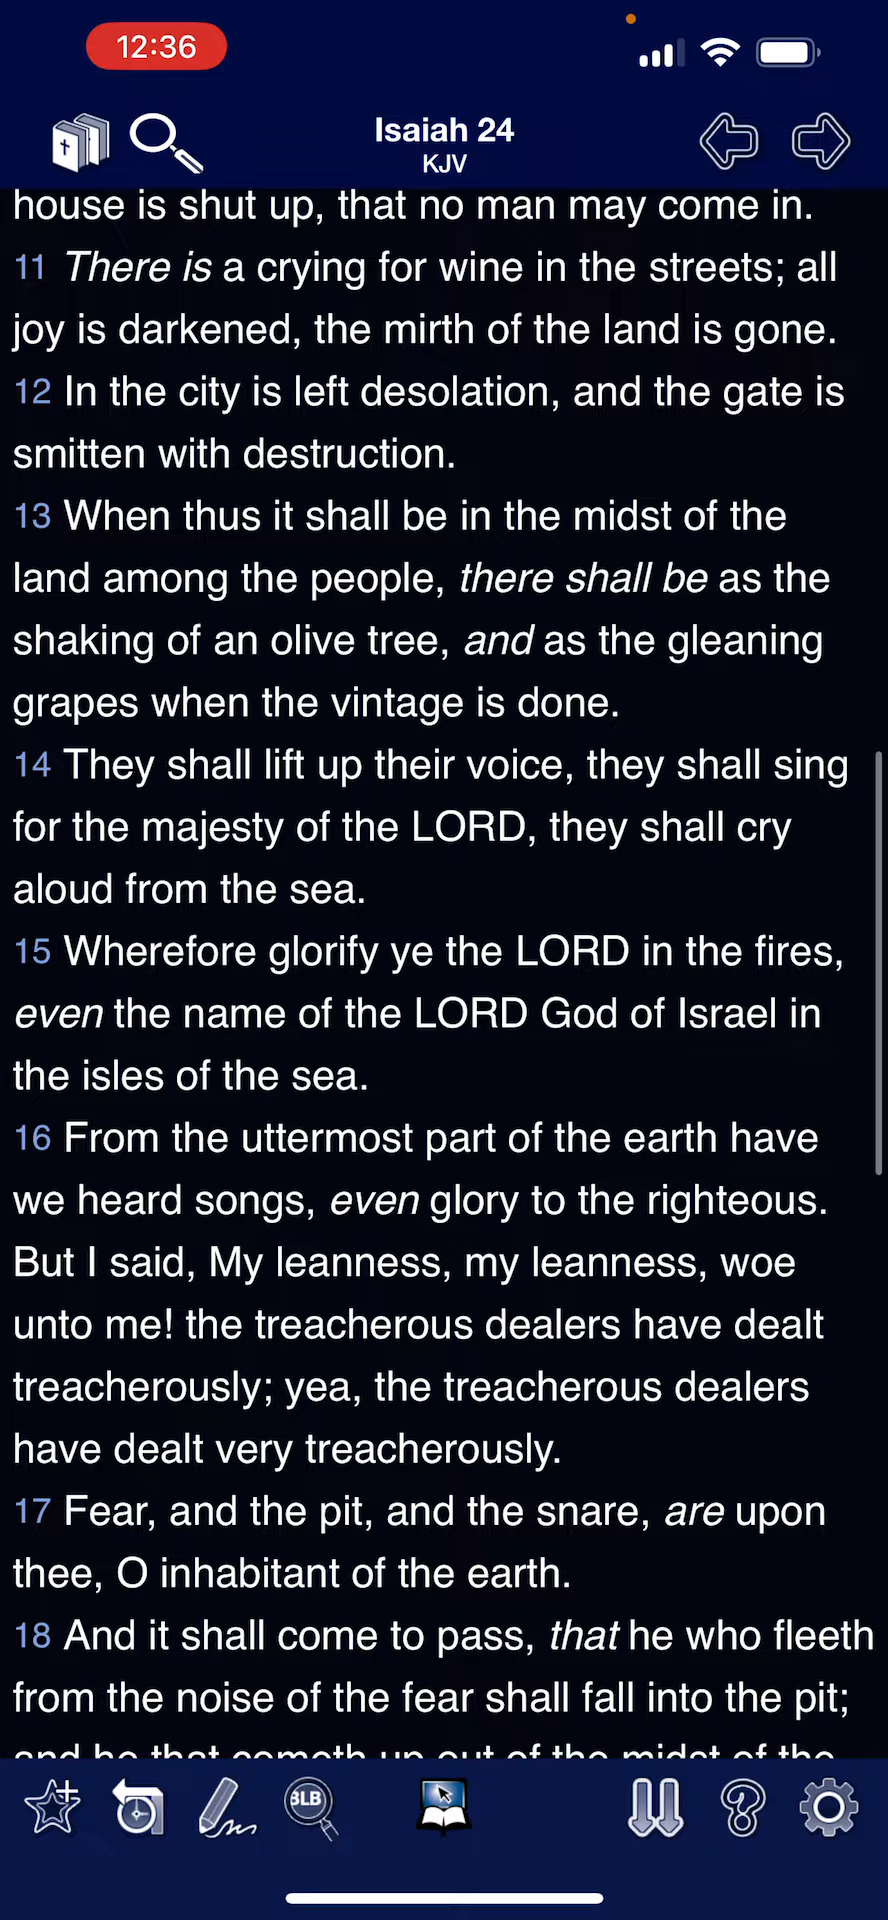 12:36
Isaiah 24
KJV
house is shut up, that no man may come in.
11 There is a crying for wine in the streets; all
joy is darkened, the mirth of the land is gone.
12 In the city is left desolation, and the gate is
smitten with destruction.
13 When thus it shall be in the midst of the
land among the people, there shall be as the
shaking of an olive tree, and as the gleaning
grapes when the vintage is done.
14 They shall lift up their voice, they shall sing
for the majesty of the LORD, they shall cry
aloud from the sea.
15 Wherefore glorify ye the LORD in the fires,
even the name of the LORD God of Israel in
the isles of the sea.
16 From the uttermost part of the earth have
we heard songs, even glory to the righteous.
But I said, My leanness, my leanness, woe
unto me! the treacherous dealers have dealt
treacherously; yea, the treacherous dealers
have dealt very treacherously.
17 Fear, and the pit, and the snare, are upon
thee, O inhabitant of the earth.
18 And it shall come to pass, that he who fleeth
from the noise of the fear shall fall into the pit;
and he that cometh up out of the midst of the
BLB